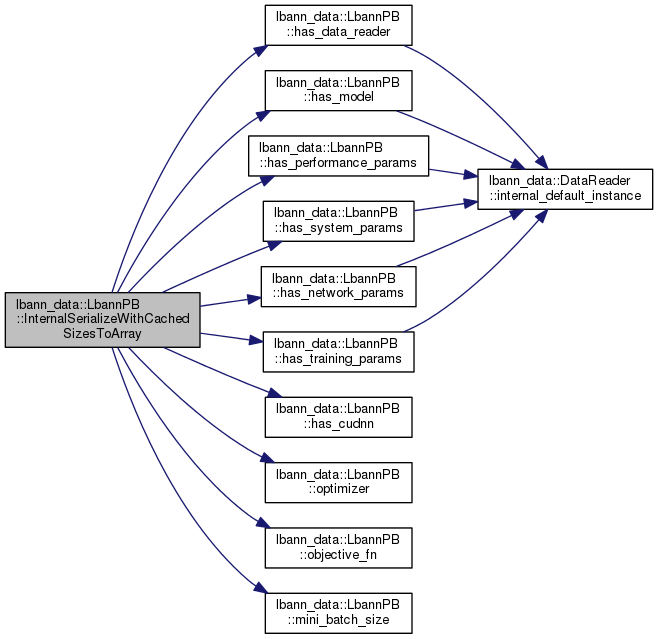 lbann_data::LbannPB
::InternalSerializeWithCached
SizesToArray
lbann_data::LbannPB
::has_data_reader
lbann_data::LbannPB
::has_model
lbann_data::LbannPB
::has_performance_params
lbann_data::LbannPB
::has_system_params
lbann_data::LbannPB
::has_network_params
lbann_data::LbannPB
::has_training_params
lbann_data::LbannPB
::has_cudnn
lbann_data::LbannPB
::optimizer
lbann_data::LbannPB
::objective_fn
lbann_data::LbannPB
::mini_batch_size
lbann_data::DataReader
::internal_default_instance